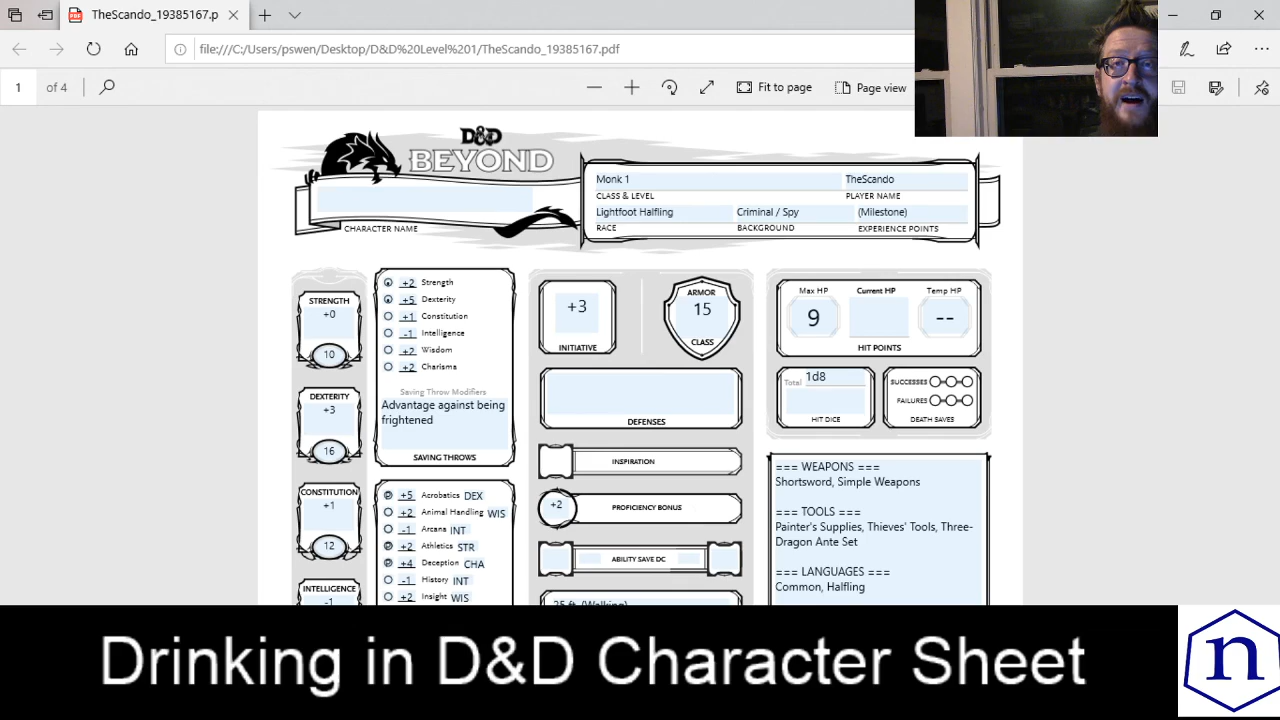 TheScando_19385167.p
file:///C:/Users/pswen/Desktop/D&D%20Level%201/TheScando_19385167.pdf
1 of 4
Fit to page
Page view
D&D
BEYOND
CHARACTER NAME
Monk 1
TheScando
CLASS & LEVEL
PLAYER NAME
Lightfoot Halfling
Criminal / Spy
(Milestone)
RACE
BACKGROUND
EXPERIENCE POINTS
STRENGTH
+0
10
DEXTERITY
+3
16
CONSTITUTION
+1
12
INTELLIGENCE
-1
+2 Strength
+5 Dexterity
+1 Constitution
-1 Intelligence
+2 Wisdom
+2 Charisma
Saving Throw Modifiers
Advantage against being
frightened
SAVING THROWS
P +5 Acrobatics DEX
+2 Animal Handling WIS
-1 Arcana INT
P +2 Athletics STR
P +4 Deception CHA
-1 History INT
+2 Insight WIS
+3
INITIATIVE
ARMOR
15
CLASS
DEFENSES
INSPIRATION
+2
PROFICIENCY BONUS
ABILITY SAVE DC
25 ft. (Walking)
Max HP
Current HP
Temp HP
9
--
HIT POINTS
Total 1d8
HIT DICE
SUCCESSES
FAILURES
DEATH SAVES
=== WEAPONS ===
Shortsword, Simple Weapons
=== TOOLS ===
Painter's Supplies, Thieves' Tools, Three-
Dragon Ante Set
=== LANGUAGES ===
Common, Halfling
Drinking in D&D Character Sheet
n